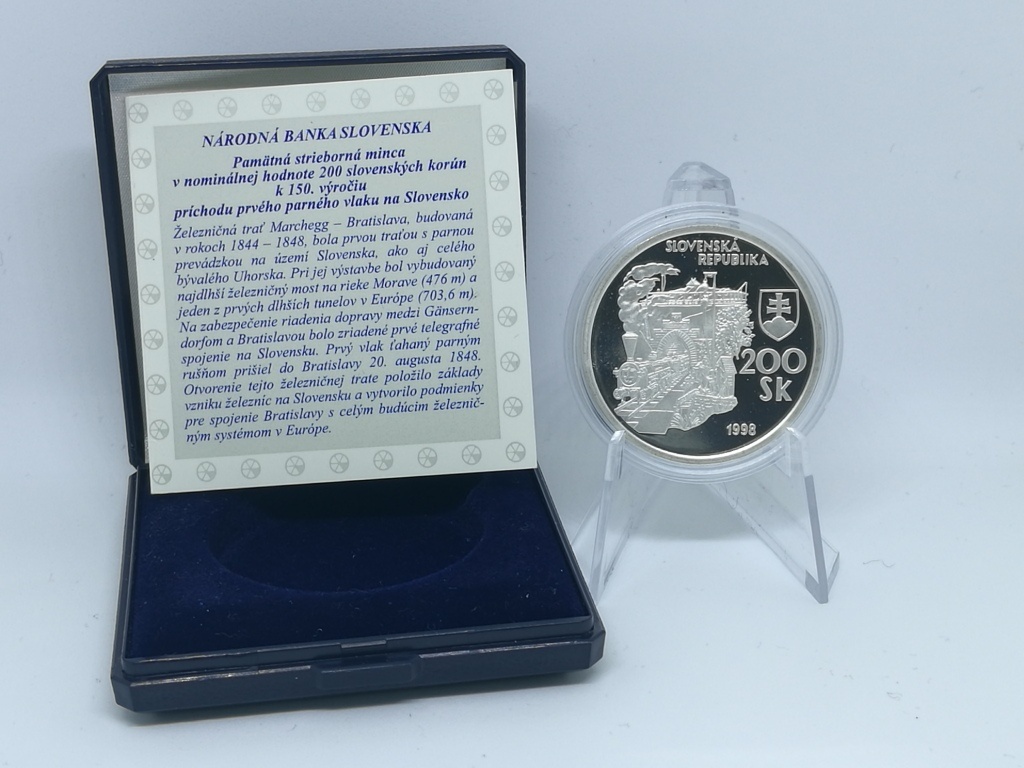 NÁRODNÁ BANKA SLOVENSKA
Pamätná strieborná minca
v nominálnej hodnote 200 slovenských korún
k 150. výročiu
príchodu prvého parného vlaku na Slovensko
Železničná trať Marchegg – Bratislava, budovaná
v rokoch 1844 – 1848, bola prvou traťou s parnou
prevádzkou na území Slovenska, ako aj celého
bývalého Uhorska. Pri jej výstavbe bol vybudovaný
najdlhší železničný most na rieke Morave (476 m) a
jeden z prvých dlhších tunelov v Európe (703,6 m).
Na zabezpečenie riadenia dopravy medzi Gänsern-
dorfom a Bratislavou bolo zriadené prvé telegrafné
spojenie na Slovensku. Prvý vlak ťahaný parným
rušňom prišiel do Bratislavy 20. augusta 1848.
Otvorenie tejto železničnej trate položilo základy
vzniku železníc na Slovensku a vytvorilo podmienky
pre spojenie Bratislavy s celým budúcim železnič-
ným systémom v Európe.
SLOVENSKÁ
REPUBLIKA
200
SK
1998